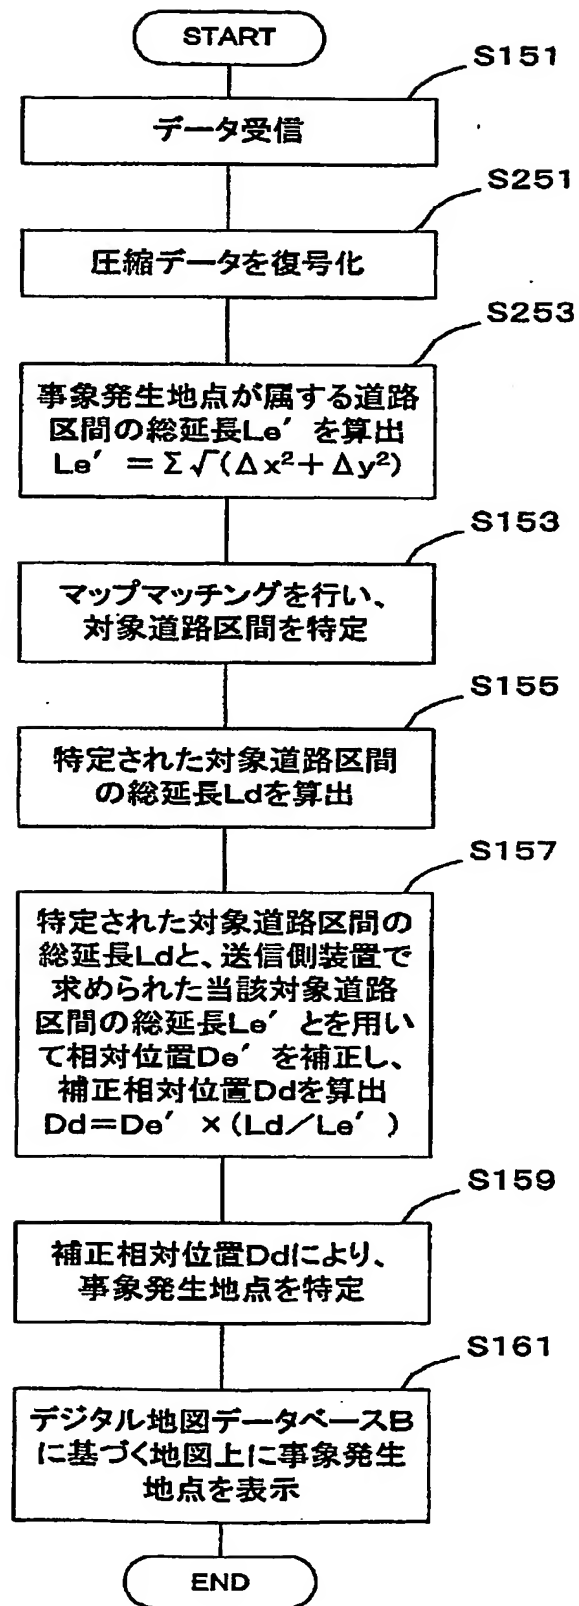 START
S151
データ受信
S251
圧縮データを復号化
S253
事象発生地点が属する道路
区間の総延長Le′を算出
Le′=Σ√(Δx²+Δy²)
S153
マップマッチングを行い、
対象道路区間を特定
S155
特定された対象道路区間
の総延長Ldを算出
S157
特定された対象道路区間の
総延長Ldと、送信側装置で
求められた当該対象道路
区間の総延長Le′とを用い
て相対位置De′を補正し、
補正相対位置Ddを算出
Dd=De′×(Ld/Le′)
S159
補正相対位置Ddにより、
事象発生地点を特定
S161
デジタル地図データベースB
に基づく地図上に事象発生
地点を表示
END